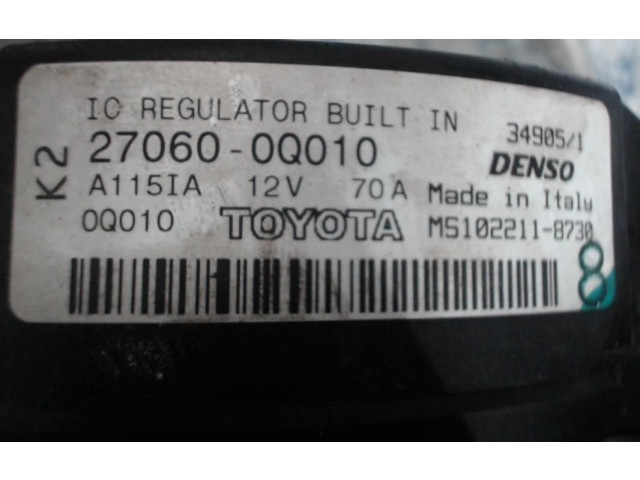 IC REGULATOR BUILT IN
34905/1
K2
27060-0Q010
DENSO
A115IA 12V 70A Made in Italy
0Q010 TOYOTA MS102211-8730
8